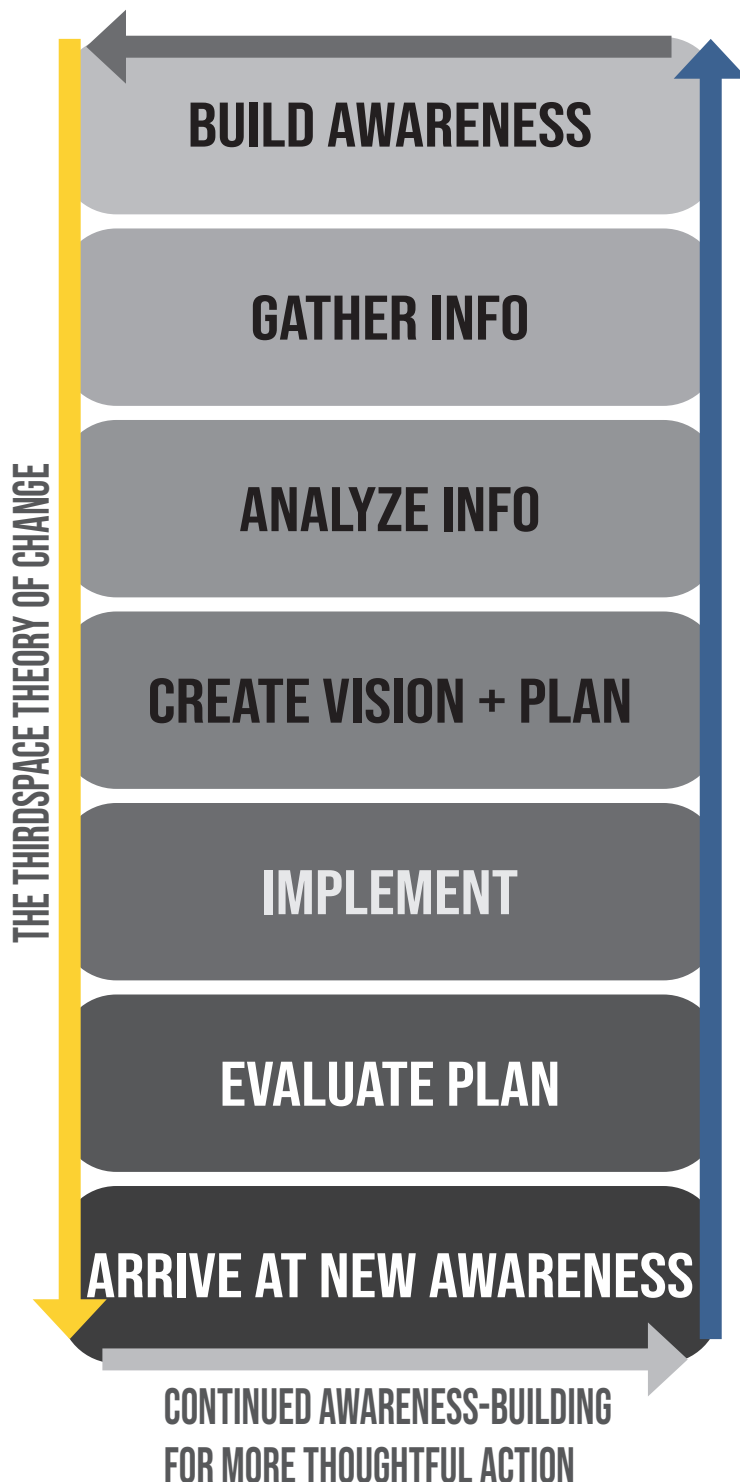 BUILD AWARENESS
GATHER INFO
ANALYZE INFO
CREATE VISION + PLAN
IMPLEMENT
EVALUATE PLAN
ARRIVE AT NEW AWARENESS
THE THIRDSPACE THEORY OF CHANGE
CONTINUED AWARENESS-BUILDING
FOR MORE THOUGHTFUL ACTION